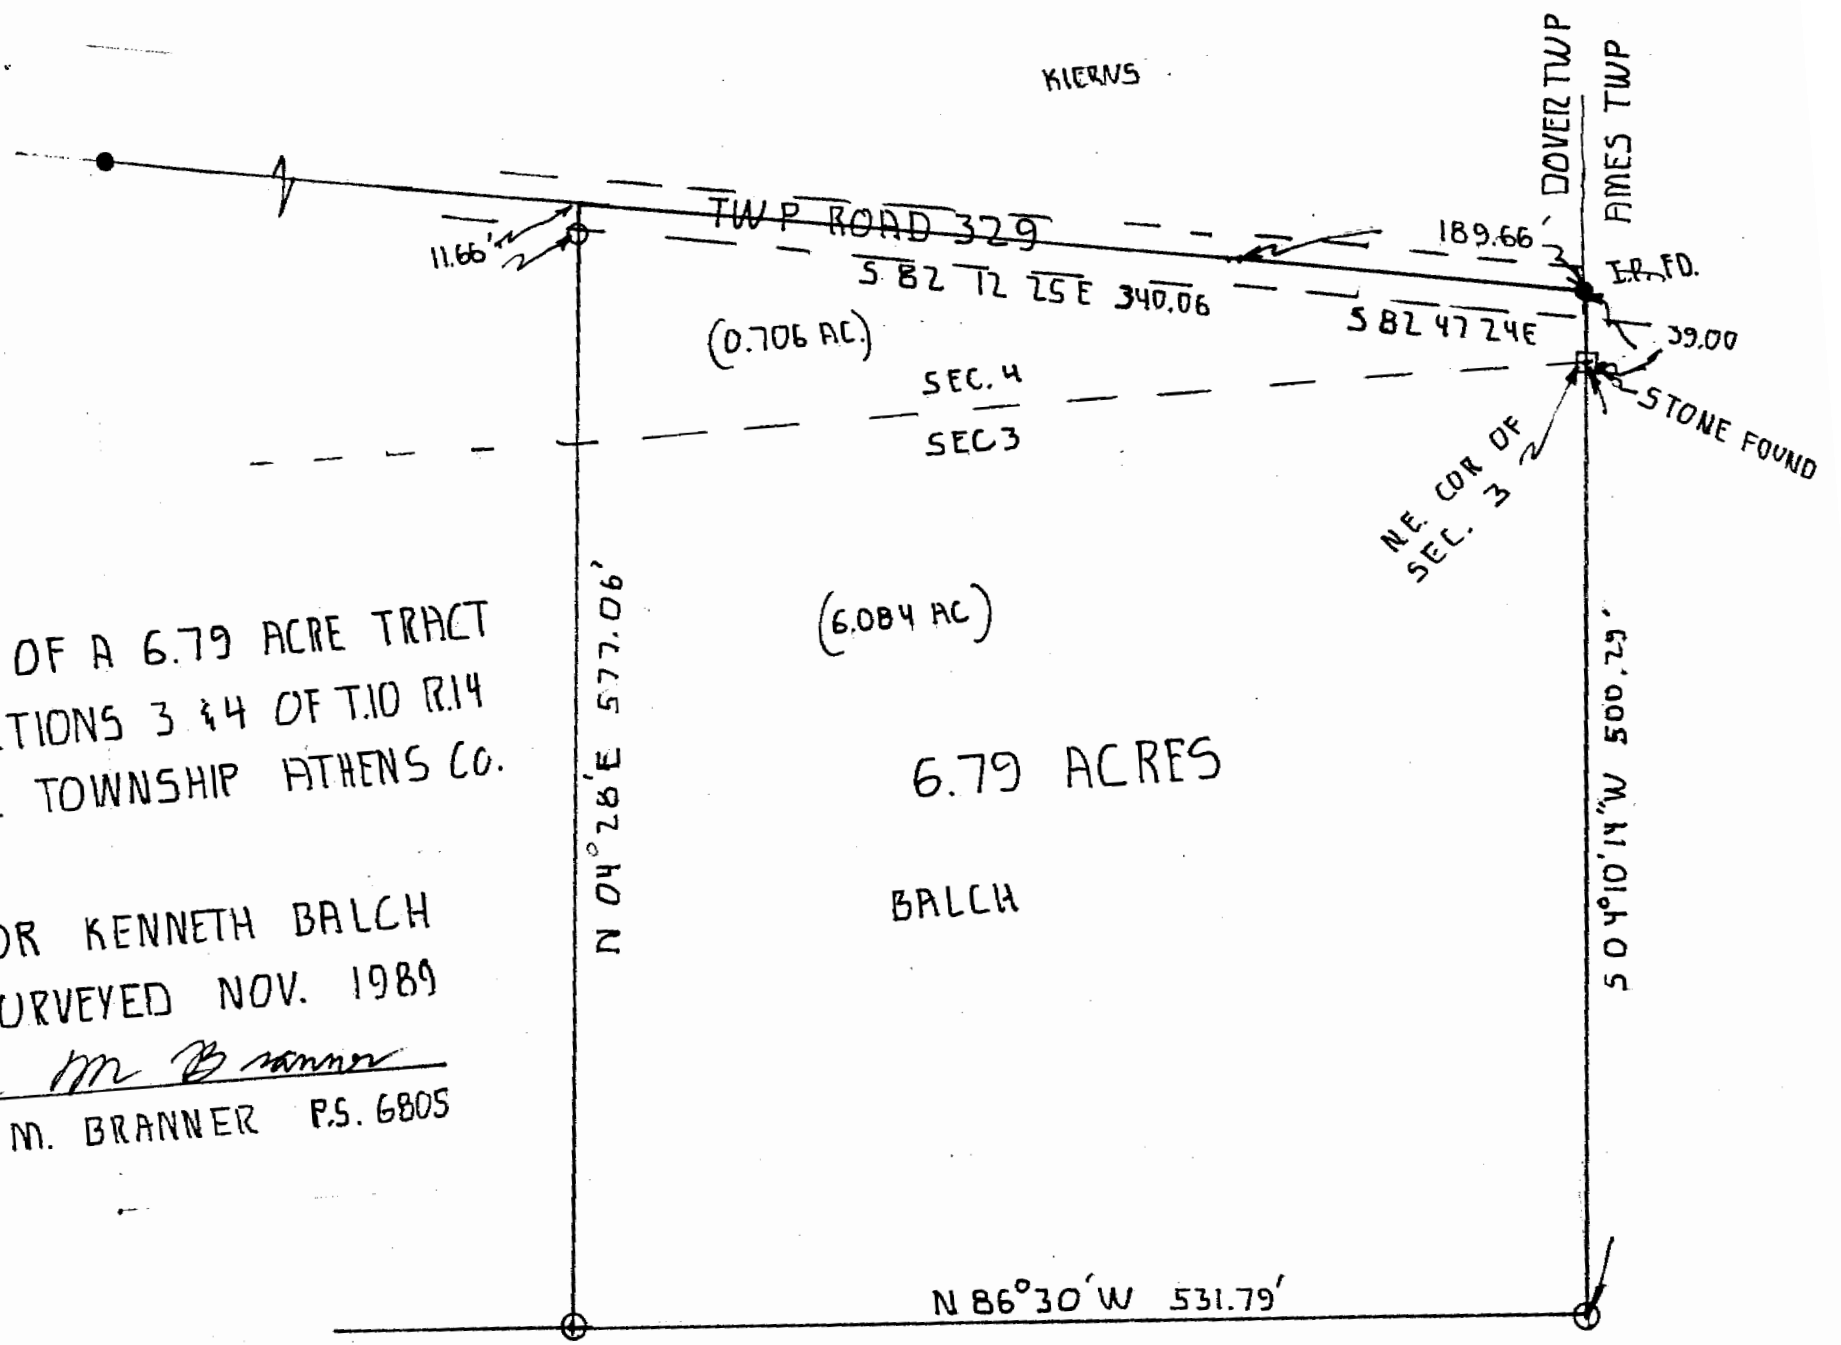 KIERNS
DOVER TWP
AMES TWP
TWP ROAD 329
189.66'
I.P. FD.
11.66'
S 82 12 25 E 340.06
S 82 47 24 E
39.00
(0.706 AC.)
SEC. 4
SEC 3
STONE FOUND
N.E. COR OF
SEC. 3
N 04° 28' E 577.06'
(6.084 AC)
S 04° 10' 41" W 500.29'
OF A 6.79 ACRE TRACT
TIONS 3 & 4 OF T.10 R.14
TOWNSHIP ATHENS CO.
6.79 ACRES
BALCH
OR KENNETH BALCH
URVEYED NOV. 1989
M Branner
M. BRANNER P.S. 6805
N 86° 30' W 531.79'